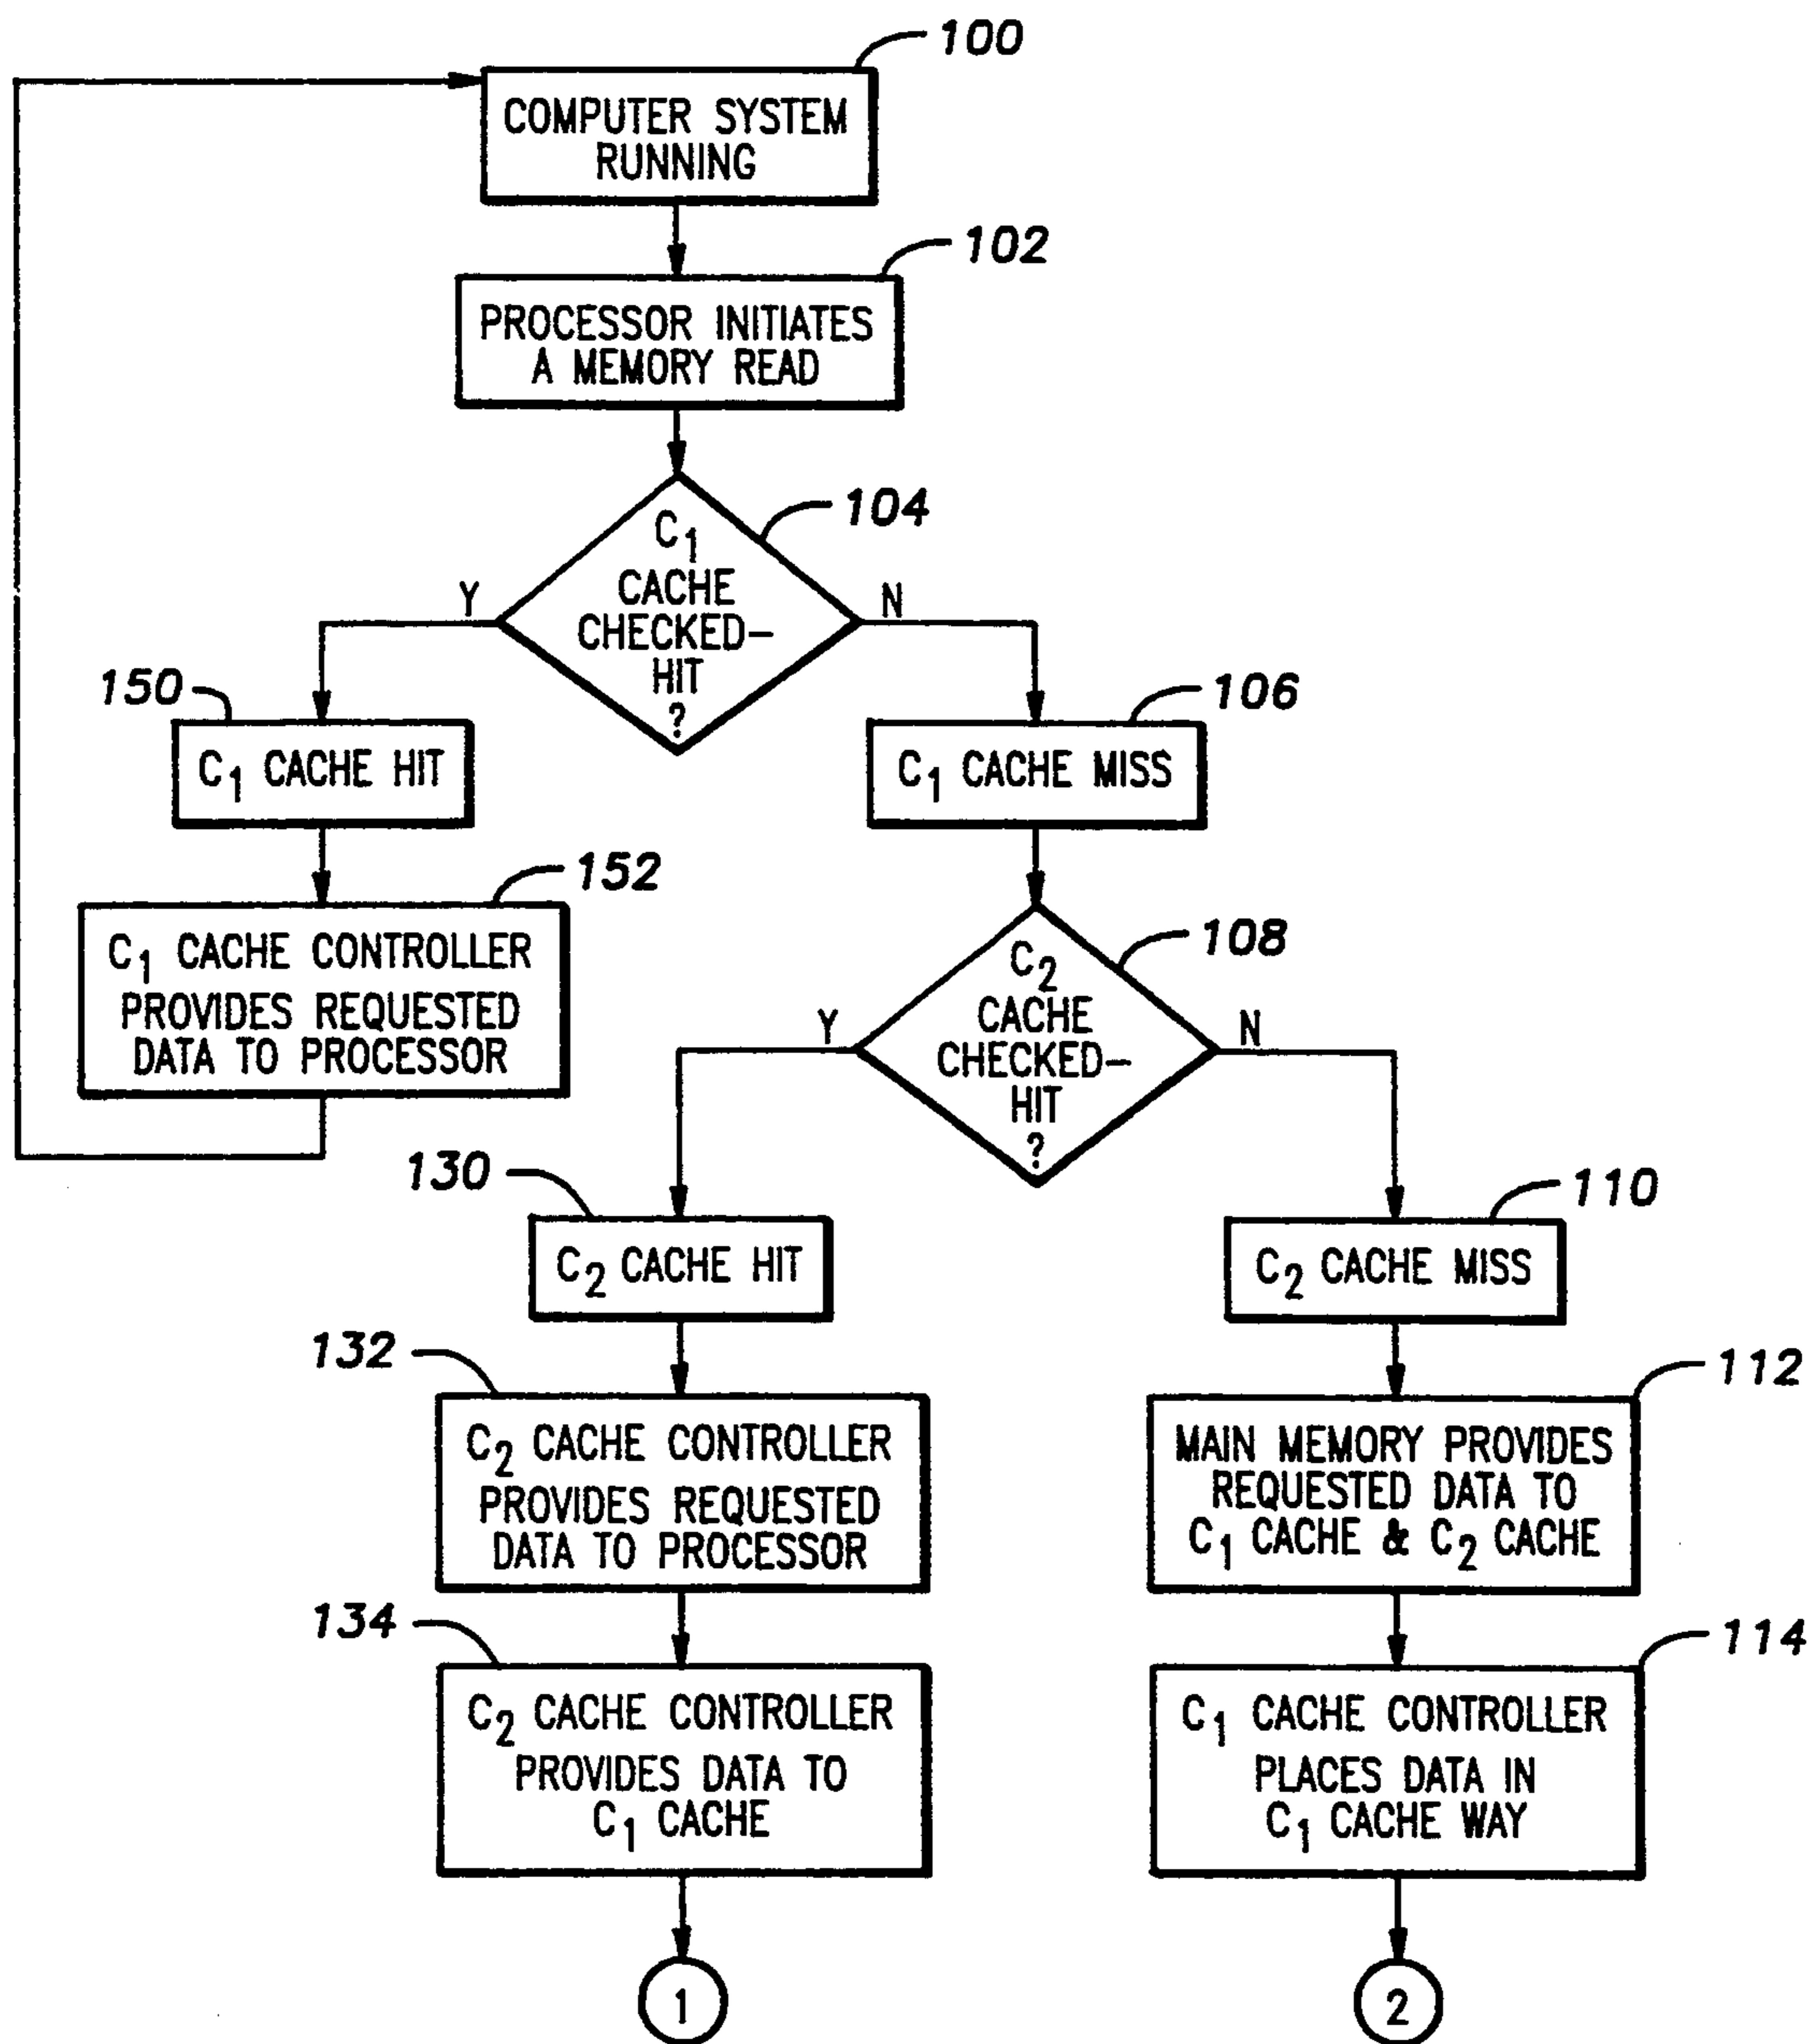 100
COMPUTER SYSTEM
RUNNING
102
PROCESSOR INITIATES
A MEMORY READ
104
C1
CACHE
CHECKED-
HIT
?
Y
N
150
C1 CACHE HIT
106
C1 CACHE MISS
152
C1 CACHE CONTROLLER
PROVIDES REQUESTED
DATA TO PROCESSOR
108
C2
CACHE
CHECKED-
HIT
?
Y
N
130
C2 CACHE HIT
110
C2 CACHE MISS
132
C2 CACHE CONTROLLER
PROVIDES REQUESTED
DATA TO PROCESSOR
112
MAIN MEMORY PROVIDES
REQUESTED DATA TO
C1 CACHE & C2 CACHE
134
C2 CACHE CONTROLLER
PROVIDES DATA TO
C1 CACHE
114
C1 CACHE CONTROLLER
PLACES DATA IN
C1 CACHE WAY
1
2